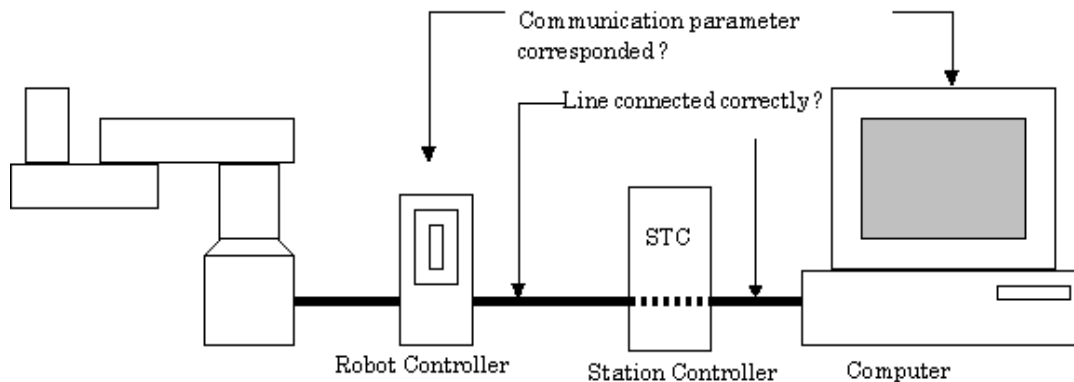 Communication parameter
corresponded?
Line connected correctly?
STC
Robot Controller
Station Controller
Computer